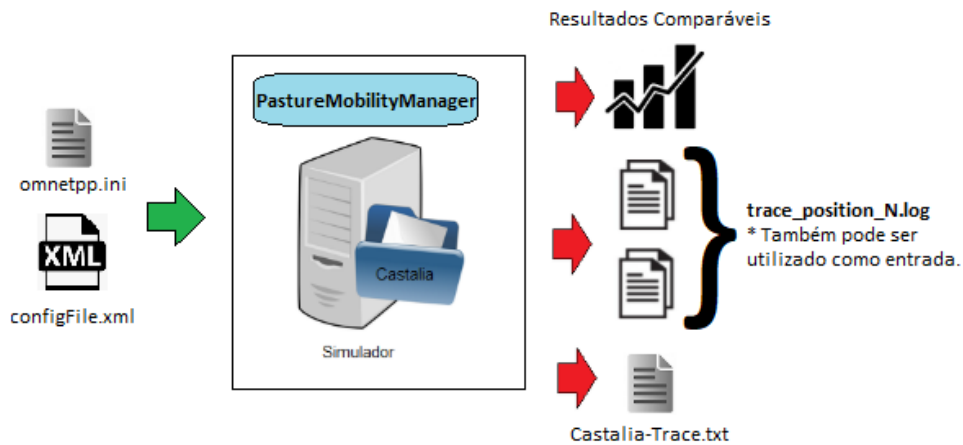 omnetpp.ini
XML
configFile.xml
PastureMobilityManager
Castalia
Simulador
Resultados Comparáveis
trace_position_N.log
* Também pode ser
utilizado como entrada.
Castalia-Trace.txt